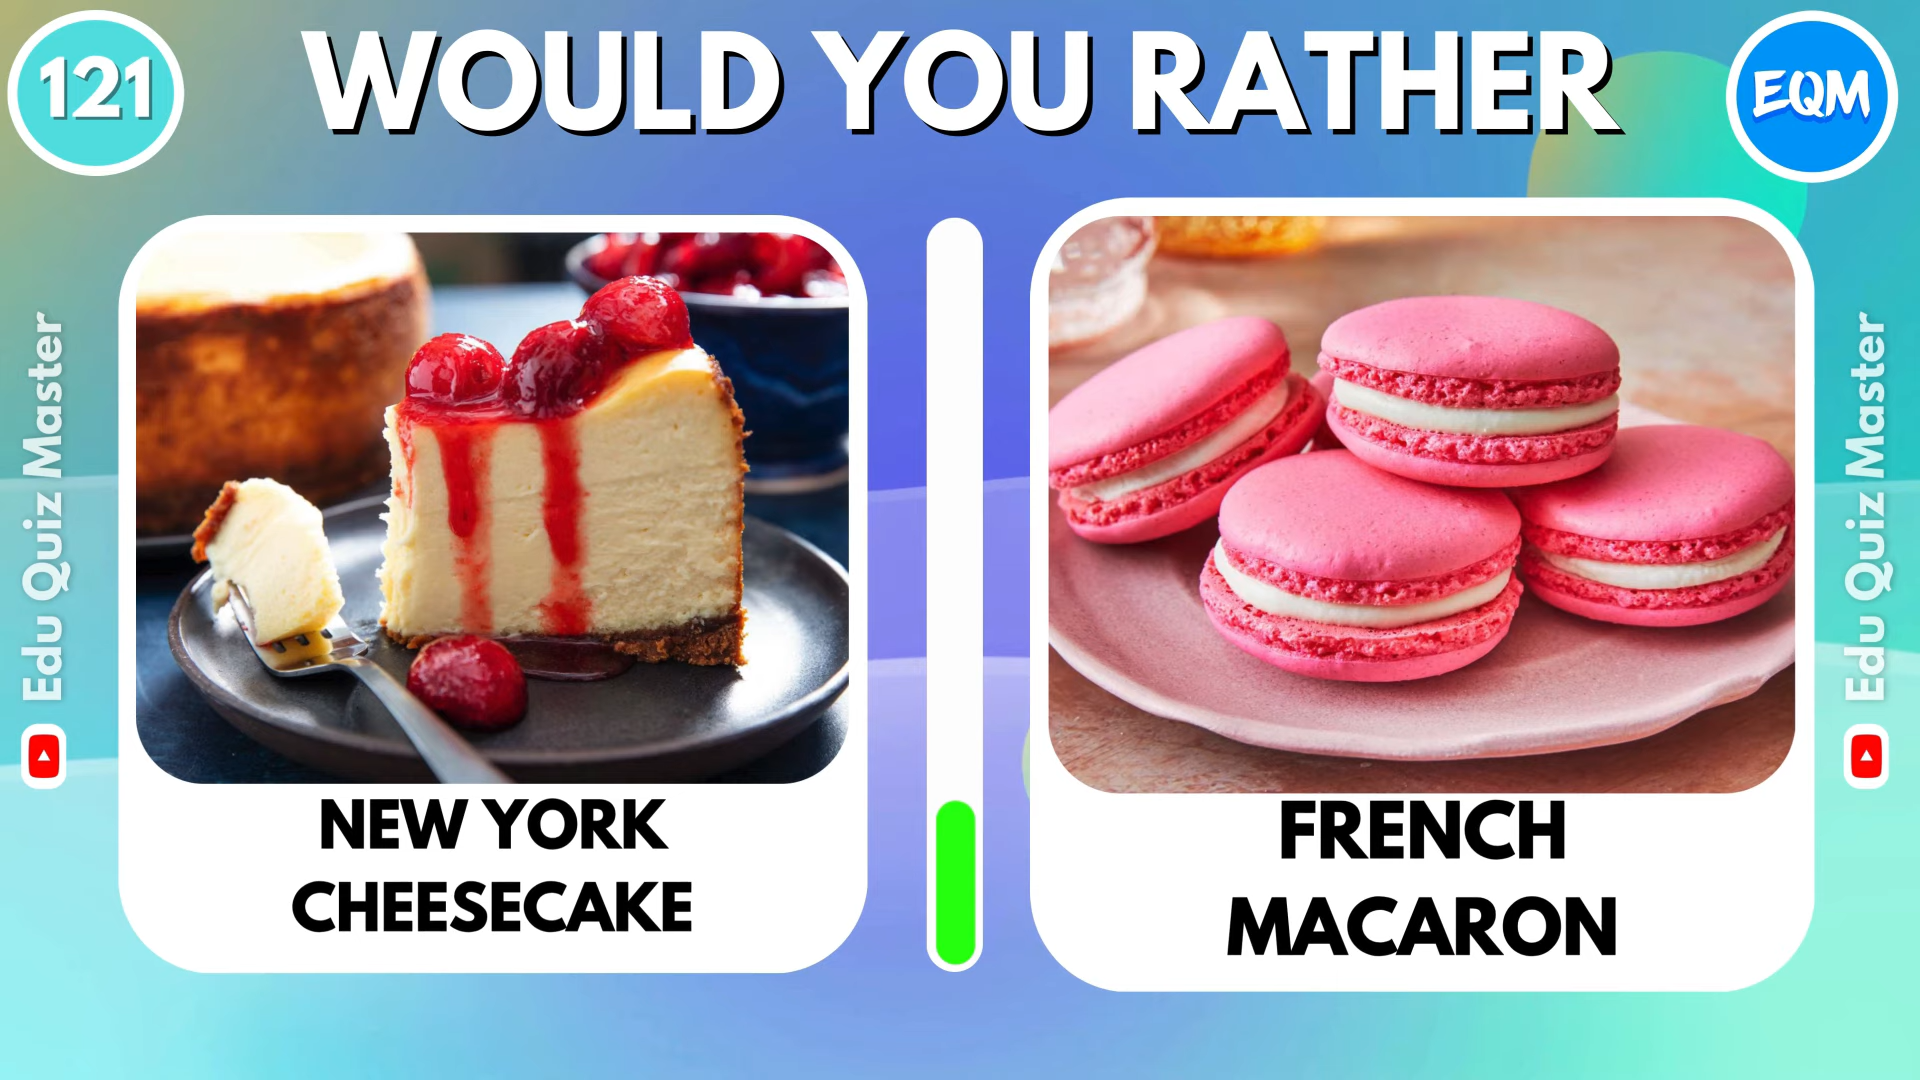 121
WOULD YOU RATHER
EQM
Edu Quiz Master
Edu Quiz Master
NEW YORK
CHEESECAKE
FRENCH
MACARON